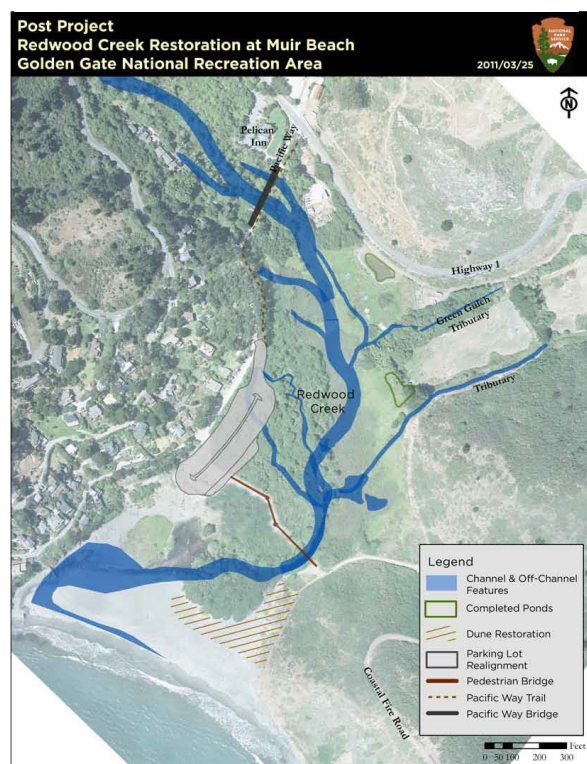 Post Project
Redwood Creek Restoration at Muir Beach
Golden Gate National Recreation Area
2011/03/25
NATIONAL
PARK
SERVICE
N
Pelican
Inn
Pacific Way
Highway 1
Green Gulch
Tributary
Tributary
Redwood
Creek
Coastal Fire Road
Legend
Channel & Off-Channel
Features
Completed Ponds
Dune Restoration
Parking Lot
Realignment
Pedestrian Bridge
Pacific Way Trail
Pacific Way Bridge
Feet
0 50 100 200 300